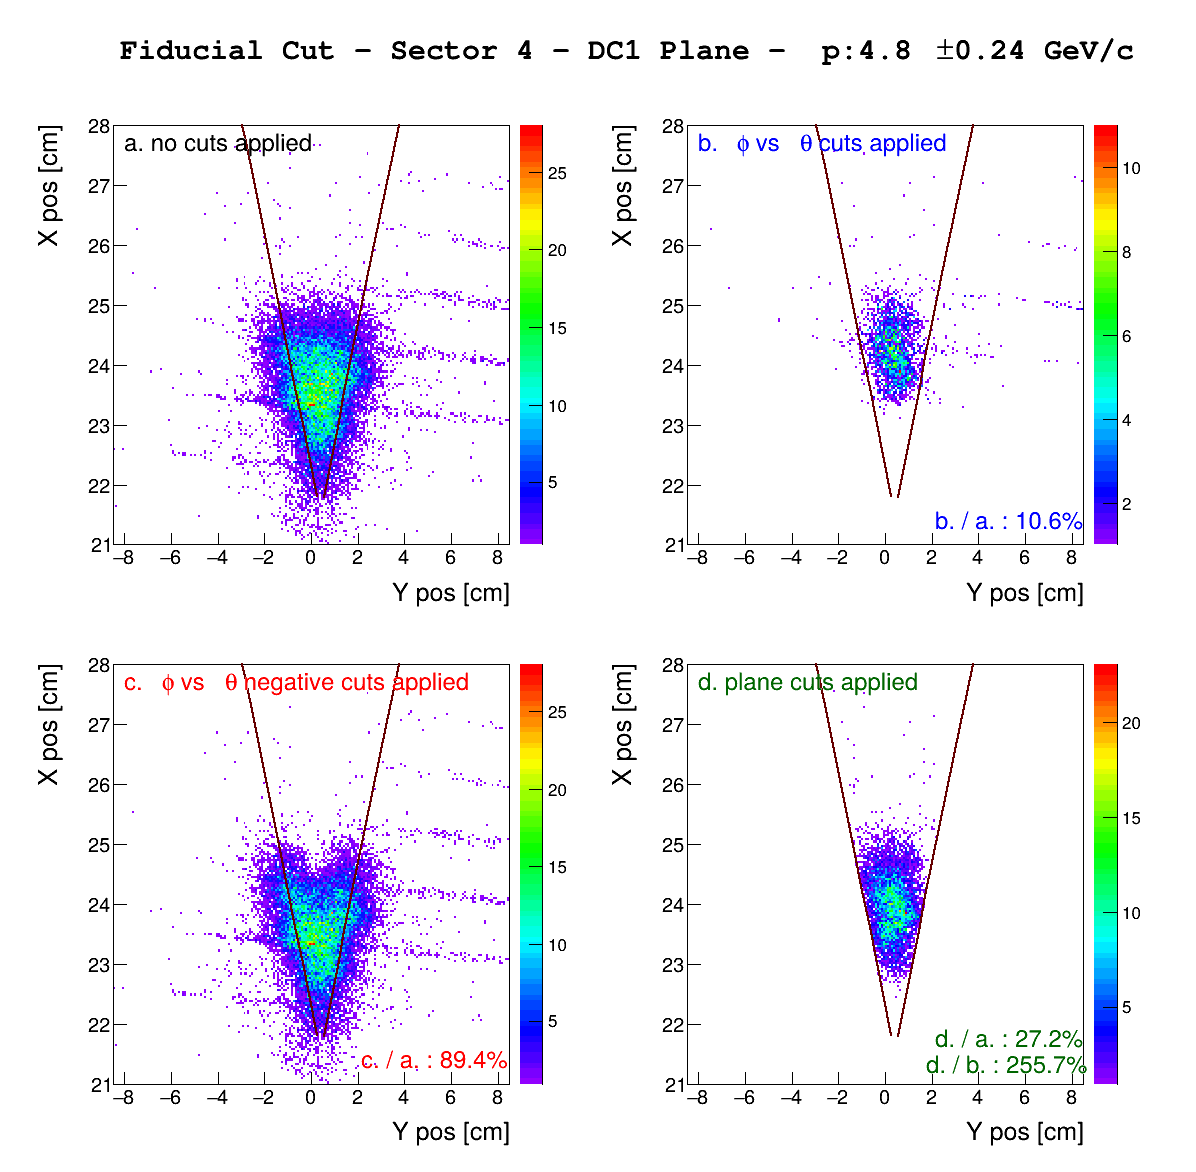 Fiducial Cut – Sector 4 – DC1 Plane – p:4.8 ±0.24 GeV/c
X pos [cm]
28
27
26
25
24
23
22
21
a. no cuts applied
25
20
15
10
5
−8 −6 −4 −2 0 2 4 6 8
Y pos [cm]
X pos [cm]
28
27
26
25
24
23
22
21
b. ϕ vs θ cuts applied
b. / a. : 10.6%
10
8
6
4
2
−8 −6 −4 −2 0 2 4 6 8
Y pos [cm]
X pos [cm]
28
27
26
25
24
23
22
21
c. ϕ vs θ negative cuts applied
c. / a. : 89.4%
25
20
15
10
5
−8 −6 −4 −2 0 2 4 6 8
Y pos [cm]
X pos [cm]
28
27
26
25
24
23
22
21
d. plane cuts applied
d. / a. : 27.2%
d. / b. : 255.7%
20
15
10
5
−8 −6 −4 −2 0 2 4 6 8
Y pos [cm]